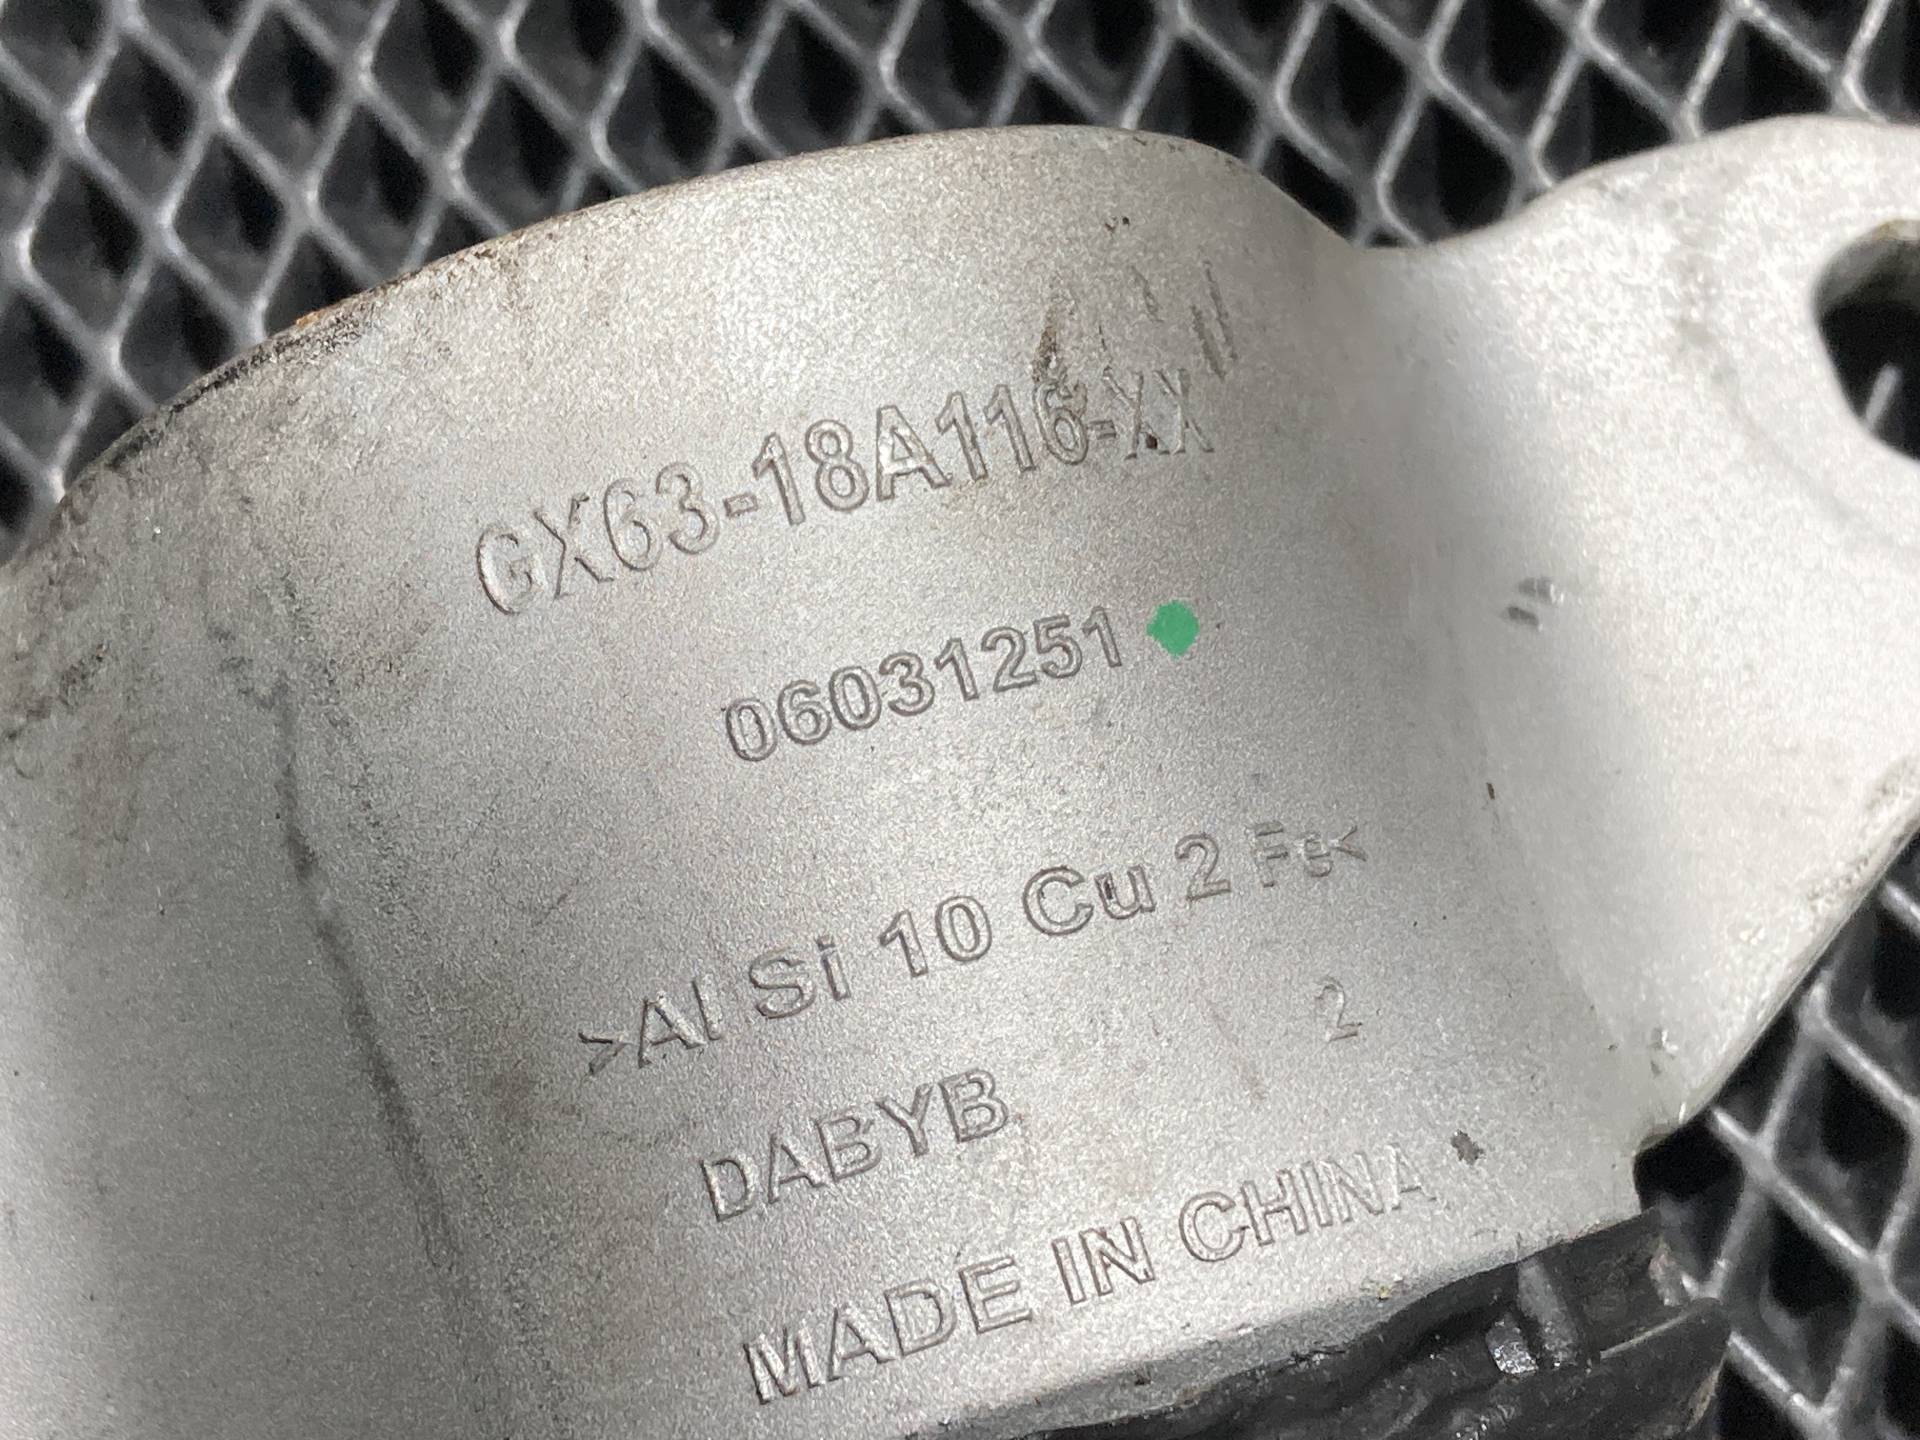 GX63-18A116-XX
06031251
>Al Si 10 Cu 2 Fe<
2
DABYB
MADE IN CHINA